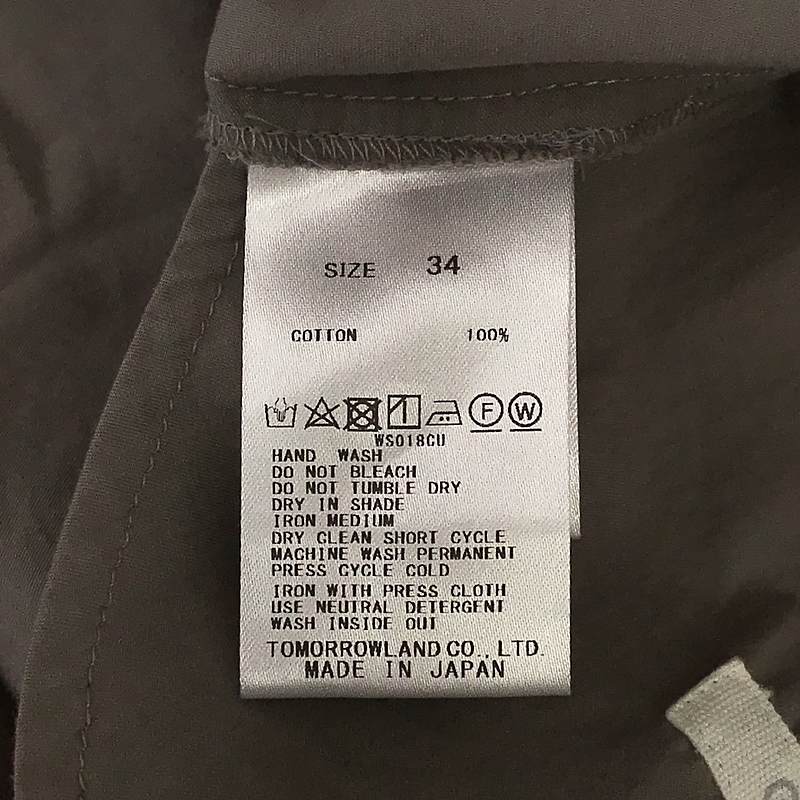 SIZE 34
COTTON 100%
F W
WS018CU
HAND WASH
DO NOT BLEACH
DO NOT TUMBLE DRY
DRY IN SHADE
IRON MEDIUM
DRY CLEAN SHORT CYCLE
MACHINE WASH PERMANENT
PRESS CYCLE COLD
IRON WITH PRESS CLOTH
USE NEUTRAL DETERGENT
WASH INSIDE OUT
TOMORROWLAND CO., LTD.
MADE IN JAPAN